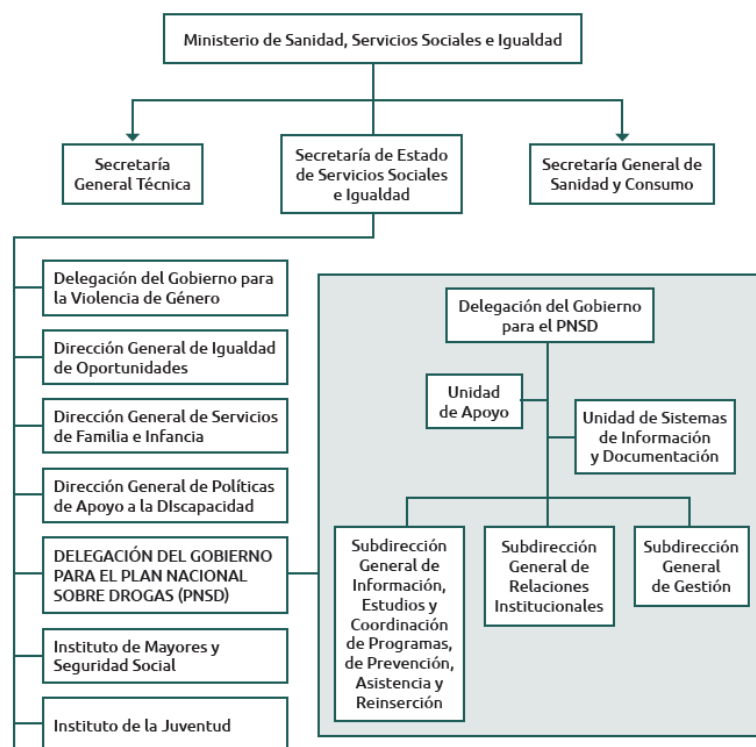 Ministerio de Sanidad, Servicios Sociales e Igualdad
Secretaría
General Técnica
Secretaría de Estado
de Servicios Sociales
e Igualdad
Secretaría General de
Sanidad y Consumo
Delegación del Gobierno para
la Violencia de Género
Dirección General de Igualdad
de Oportunidades
Dirección General de Servicios
de Familia e Infancia
Dirección General de Políticas
de Apoyo a la DIscapacidad
DELEGACIÓN DEL GOBIERNO
PARA EL PLAN NACIONAL
SOBRE DROGAS (PNSD)
Instituto de Mayores y
Seguridad Social
Instituto de la Juventud
Delegación del Gobierno
para el PNSD
Unidad
de Apoyo
Unidad de Sistemas
de Información
y Documentación
Subdirección
General de
Información,
Estudios y
Coordinación
de Programas,
de Prevención,
Asistencia y
Reinserción
Subdirección
General de
Relaciones
Institucionales
Subdirección
General
de Gestión